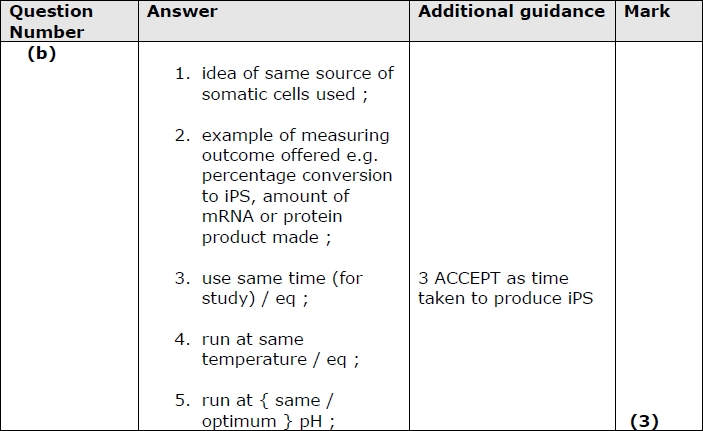 Question Number
Answer
Additional guidance
Mark
(b)
1. idea of same source of
somatic cells used ;
2. example of measuring
outcome offered e.g.
percentage conversion
to iPS, amount of
mRNA or protein
product made ;
3. use same time (for
study) / eq ;
3 ACCEPT as time
taken to produce iPS
4. run at same
temperature / eq ;
5. run at { same /
optimum } pH ;
(3)